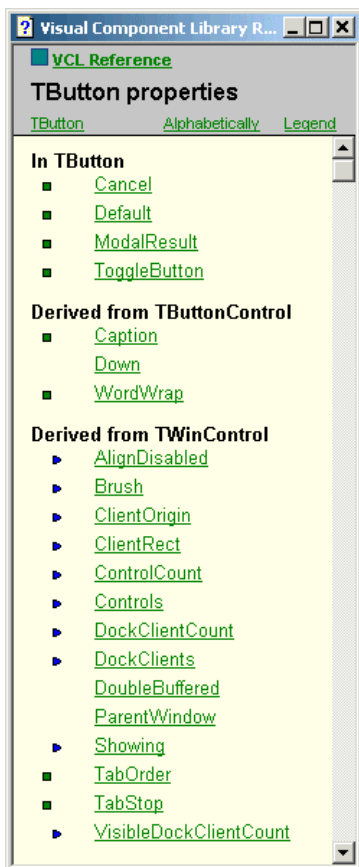 Visual Component Library R...
VCL Reference
TButton properties
TButton Alphabetically Legend
In TButton
Cancel
Default
ModalResult
ToggleButton
Derived from TButtonControl
Caption
Down
WordWrap
Derived from TWinControl
AlignDisabled
Brush
ClientOrigin
ClientRect
ControlCount
Controls
DockClientCount
DockClients
DoubleBuffered
ParentWindow
Showing
TabOrder
TabStop
VisibleDockClientCount